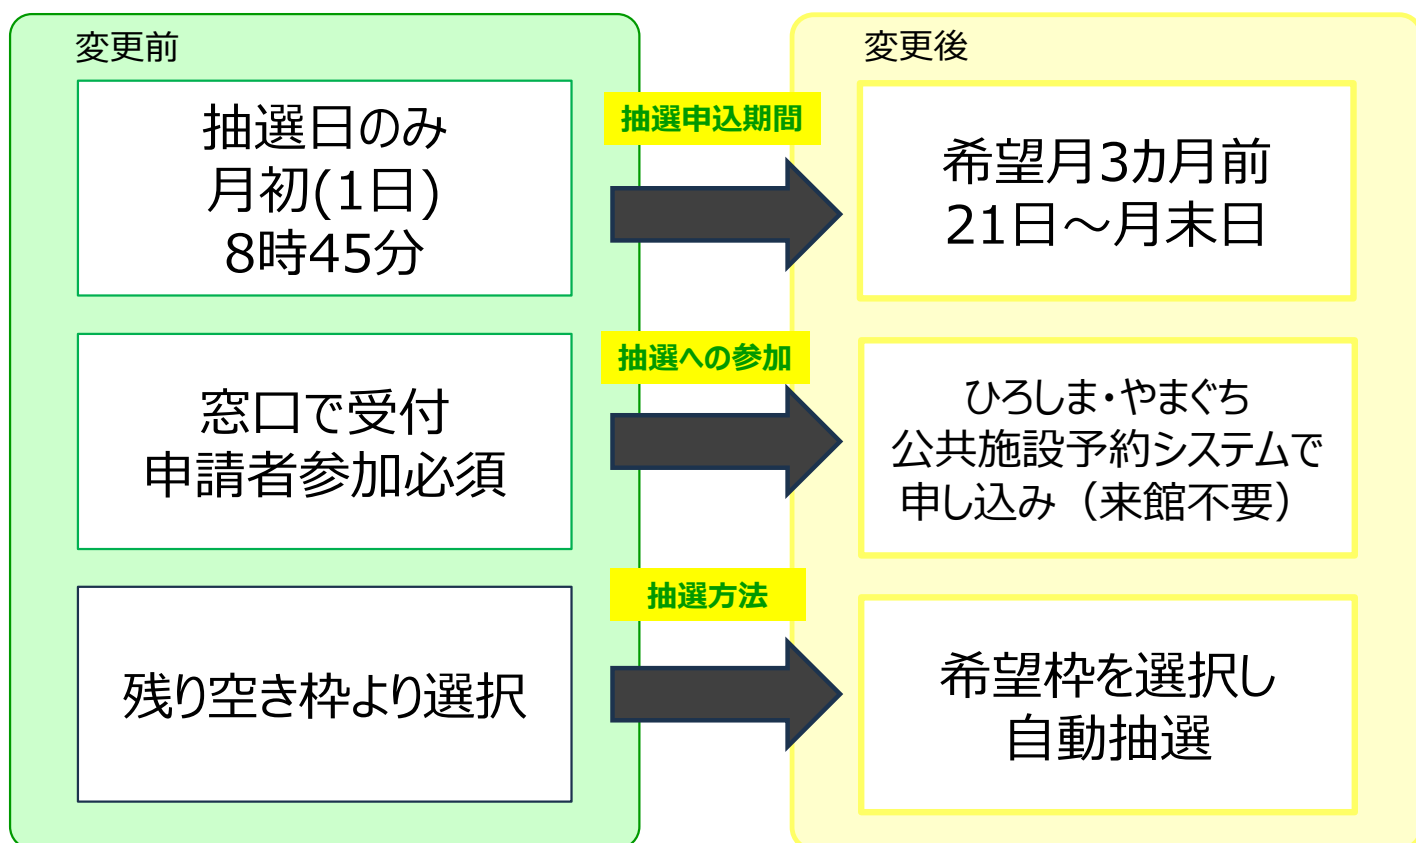 変更前
変更後
抽選日のみ
月初(1日)
8時45分
抽選申込期間
希望月3カ月前
21日～月末日
窓口で受付
申請者参加必須
抽選への参加
ひろしま・やまぐち
公共施設予約システムで
申し込み（来館不要）
残り空き枠より選択
抽選方法
希望枠を選択し
自動抽選